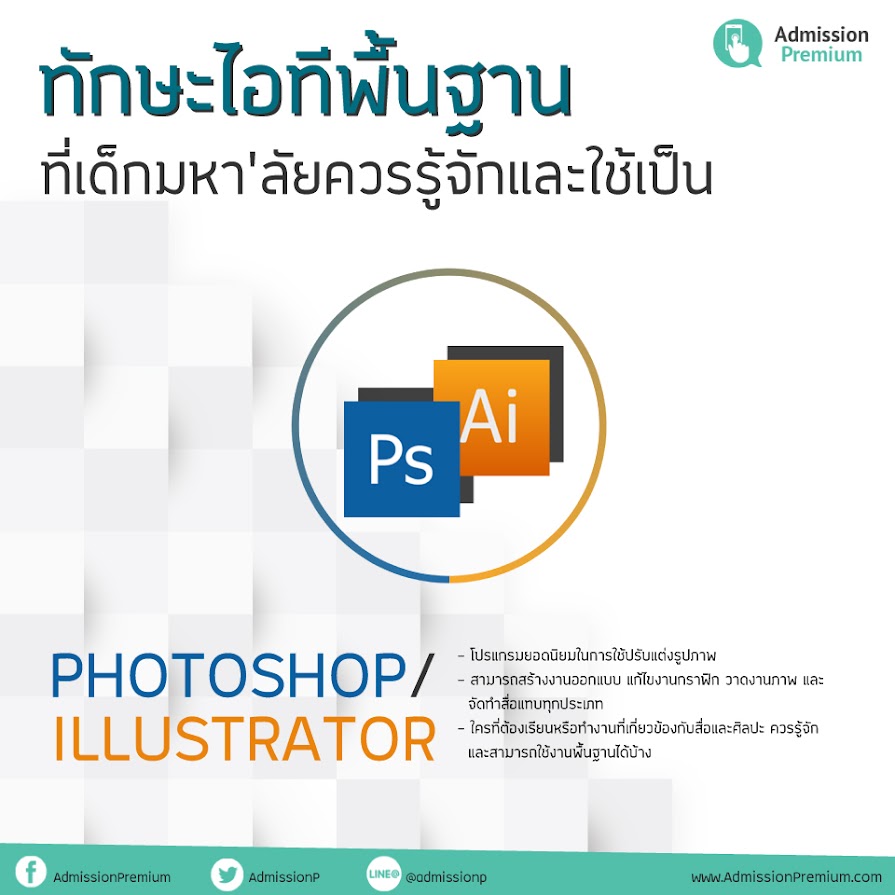 Admission
Premium
ทักษะไอทีพื้นฐาน
ที่เด็กมหา'ลัยควรรู้จักและใช้เป็น
Ps
Ai
PHOTOSHOP/
ILLUSTRATOR
- โปรแกรมยอดนิยมในการใช้ปรับแต่งรูปภาพ
- สามารถสร้างงานออกแบบ แก้ไขงานกราฟิก วาดงานภาพ และ
จัดทำสื่อแทบทุกประเภท
- ใครที่ต้องเรียนหรือทำงานที่เกี่ยวข้องกับสื่อและศิลปะ ควรรู้จัก
และสามารถใช้งานพื้นฐานได้บ้าง
f AdmissionPremium
AdmissionP
LINE@ @admissionp
www.AdmissionPremium.com